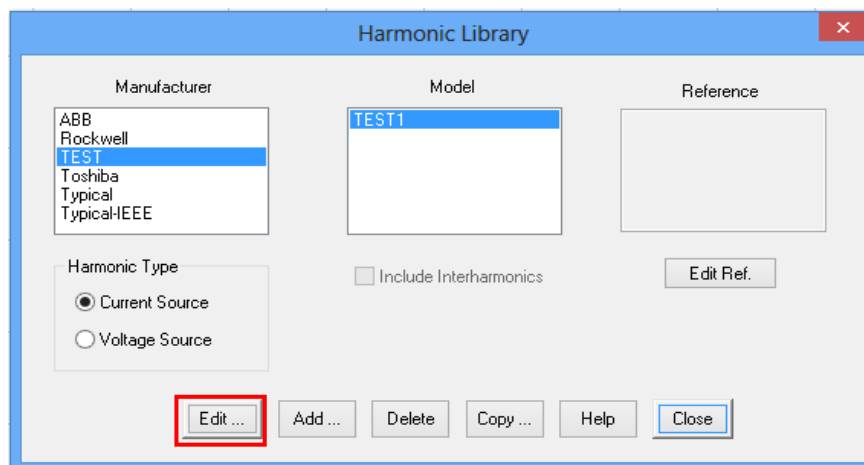 Harmonic Library
Manufacturer
Model
Reference
ABB
Rockwell
TEST
Toshiba
Typical
Typical-IEEE
TEST1
Harmonic Type
Current Source
Voltage Source
Include Interharmonics
Edit Ref.
Edit ...
Add ...
Delete
Copy ...
Help
Close